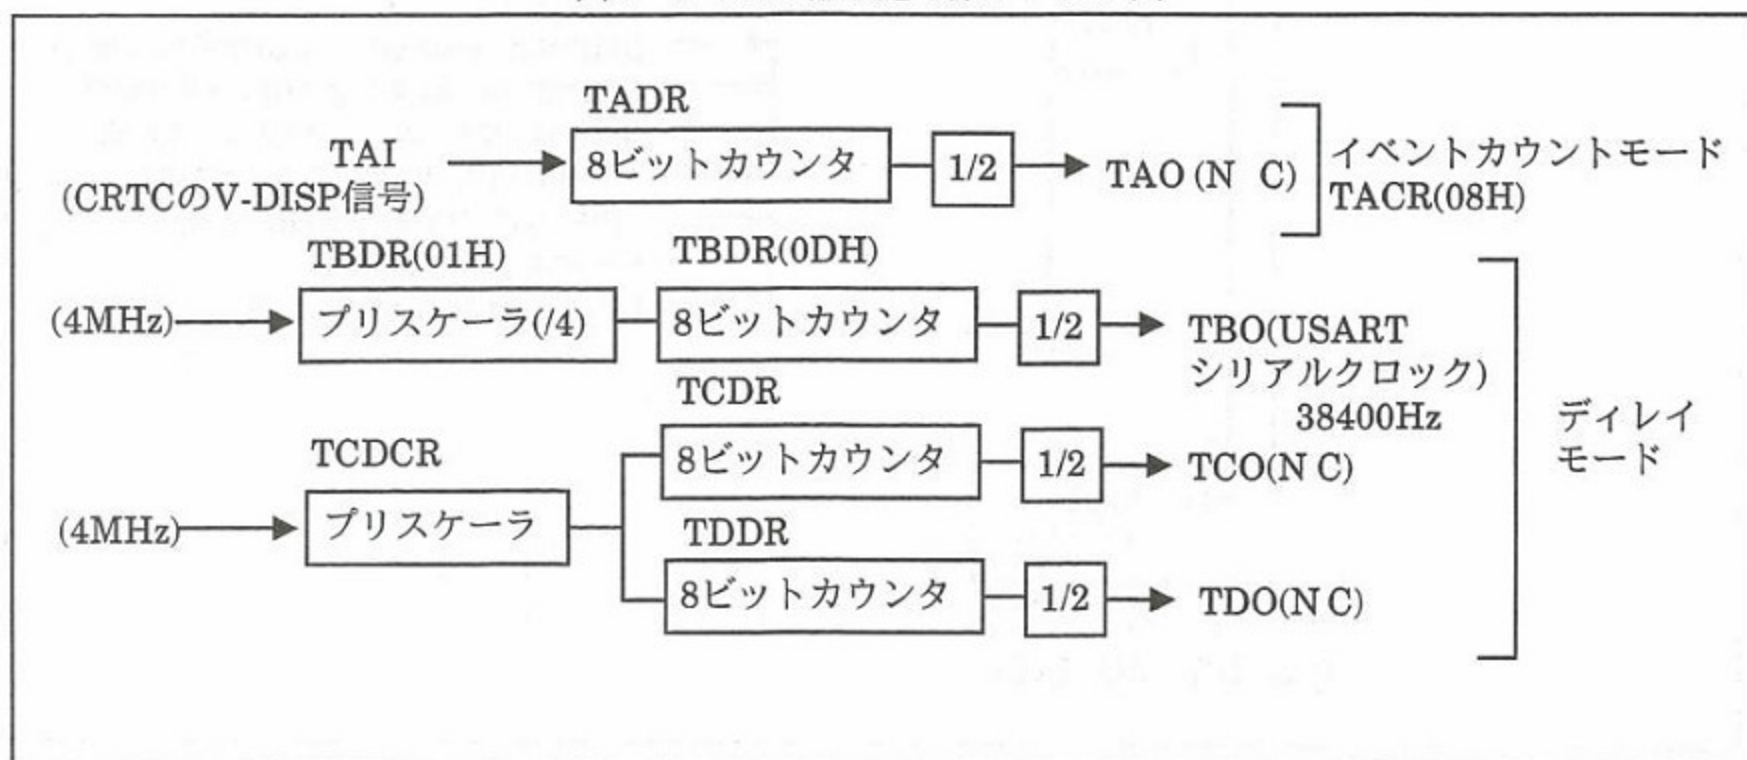 TADR
TAI
8ビットカウンタ
1/2
TAO (N C)
イベントカウントモード
(CRTCのV-DISP信号)
TACR(08H)
TBDR(01H)
TBDR(0DH)
(4MHz)
プリスケーラ(/4)
8ビットカウンタ
1/2
TBO(USART
シリアルクロック)
38400Hz
TCDR
ディレイ
モード
TCDCR
8ビットカウンタ
1/2
TCO(N C)
(4MHz)
プリスケーラ
TDDR
8ビットカウンタ
1/2
TDO(N C)